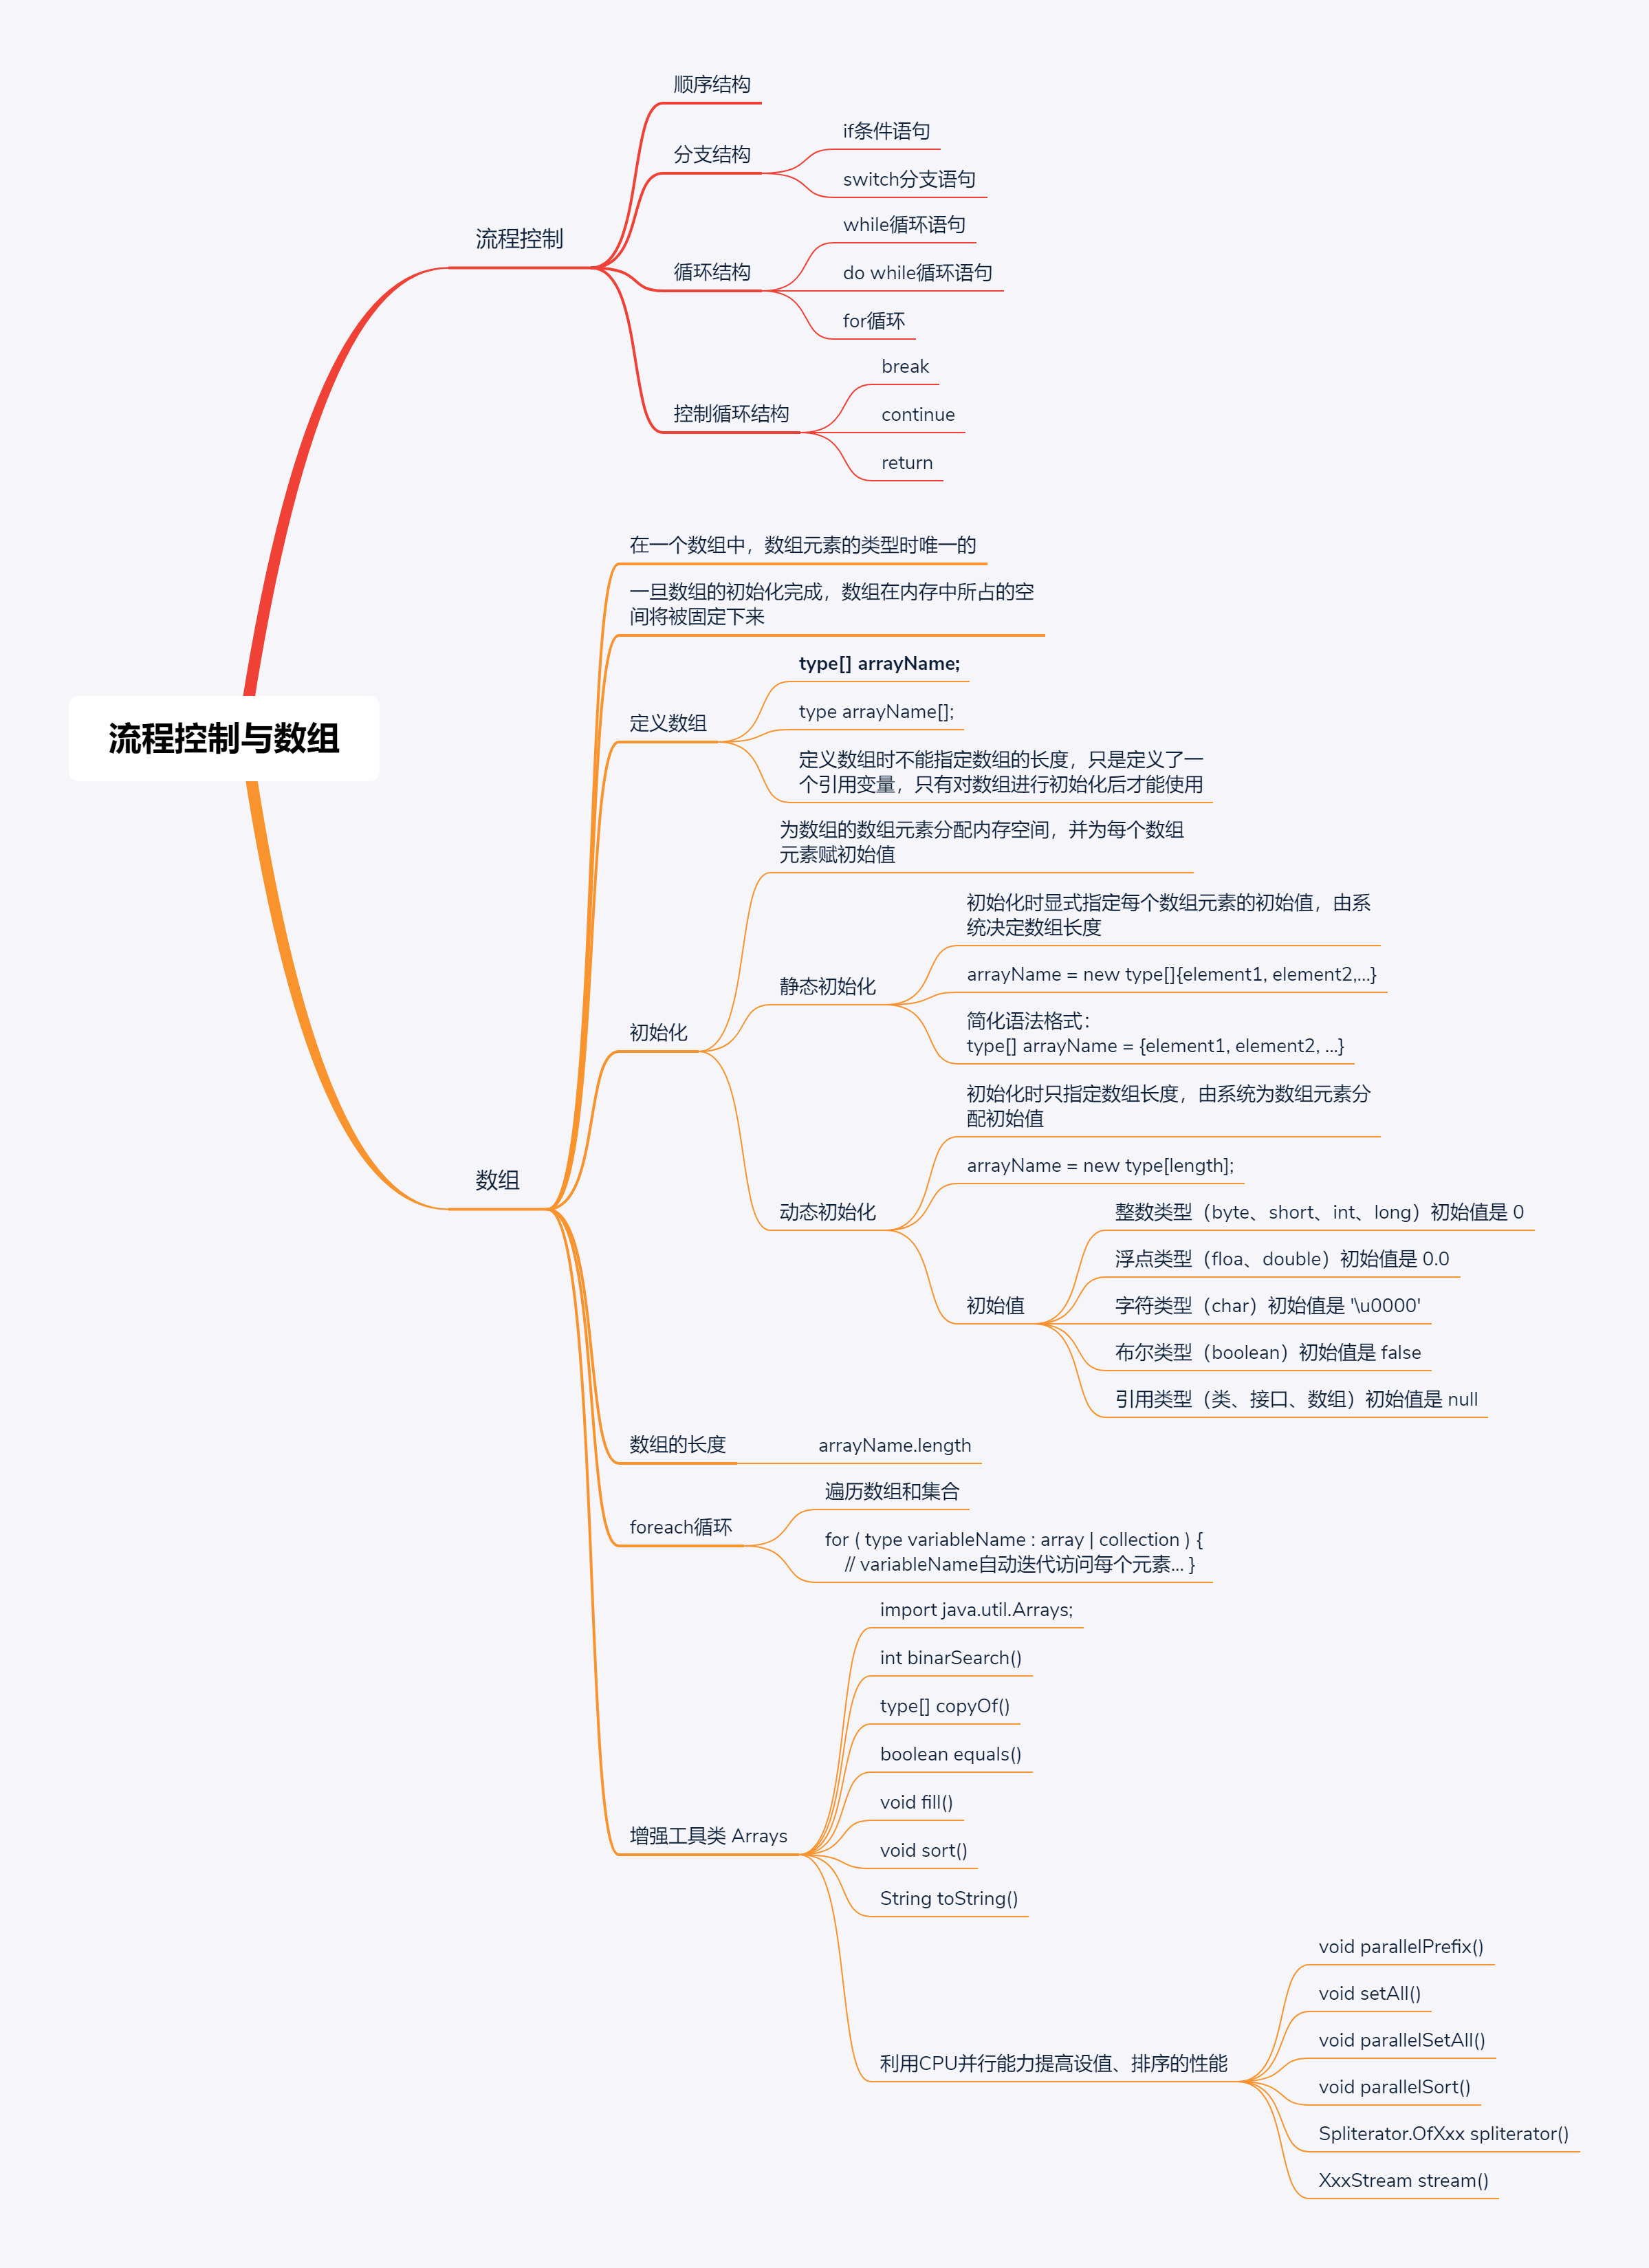 流程控制与数组
流程控制
顺序结构
分支结构
if条件语句
switch分支语句
循环结构
while循环语句
do while循环语句
for循环
控制循环结构
break
continue
return
数组
在一个数组中，数组元素的类型时唯一的
一旦数组的初始化完成，数组在内存中所占的空
间将被固定下来
定义数组
type[] arrayName;
type arrayName[];
定义数组时不能指定数组的长度，只是定义了一
个引用变量，只有对数组进行初始化后才能使用
初始化
为数组的数组元素分配内存空间，并为每个数组
元素赋初始值
静态初始化
初始化时显式指定每个数组元素的初始值，由系
统决定数组长度
arrayName = new type[]{element1, element2,...}
简化语法格式：
type[] arrayName = {element1, element2, ...}
动态初始化
初始化时只指定数组长度，由系统为数组元素分
配初始值
arrayName = new type[length];
初始值
整数类型（byte、short、int、long）初始值是 0
浮点类型（floa、double）初始值是 0.0
字符类型（char）初始值是 '\u0000'
布尔类型（boolean）初始值是 false
引用类型（类、接口、数组）初始值是 null
数组的长度
arrayName.length
foreach循环
遍历数组和集合
for ( type variableName : array | collection ) {
// variableName自动迭代访问每个元素... }
增强工具类 Arrays
import java.util.Arrays;
int binarSearch()
type[] copyOf()
boolean equals()
void fill()
void sort()
String toString()
利用CPU并行能力提高设值、排序的性能
void parallelPrefix()
void setAll()
void parallelSetAll()
void parallelSort()
Spliterator.OfXxx spliterator()
XxxStream stream()